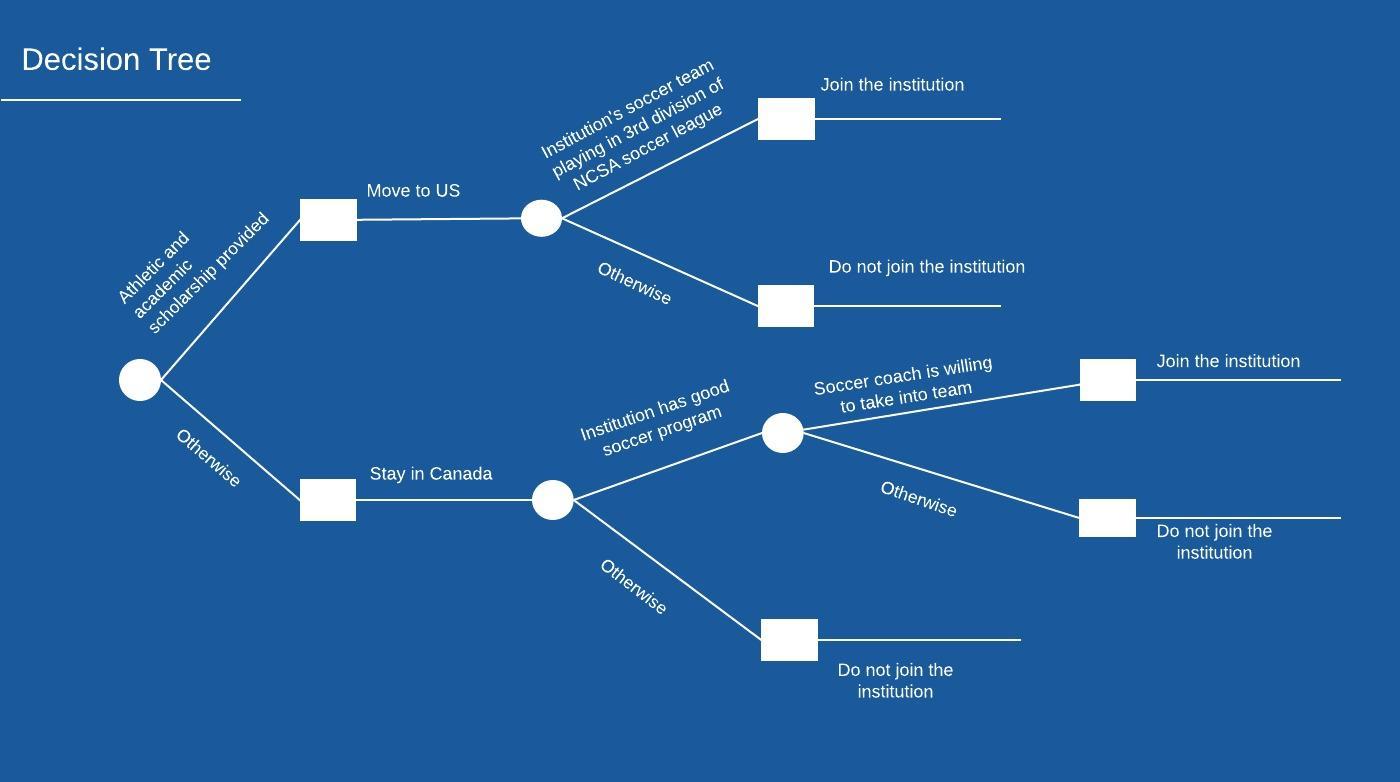 Decision Tree
Institution's soccer team
playing in 3rd division of
NCSA soccer league
Join the institution
Move to US
Athletic and
academic
scholarship provided
Otherwise
Do not join the institution
Soccer coach is willing
to take into team
Join the institution
Institution has good
soccer program
Otherwise
Stay in Canada
Otherwise
Do not join the
institution
Otherwise
Do not join the
institution